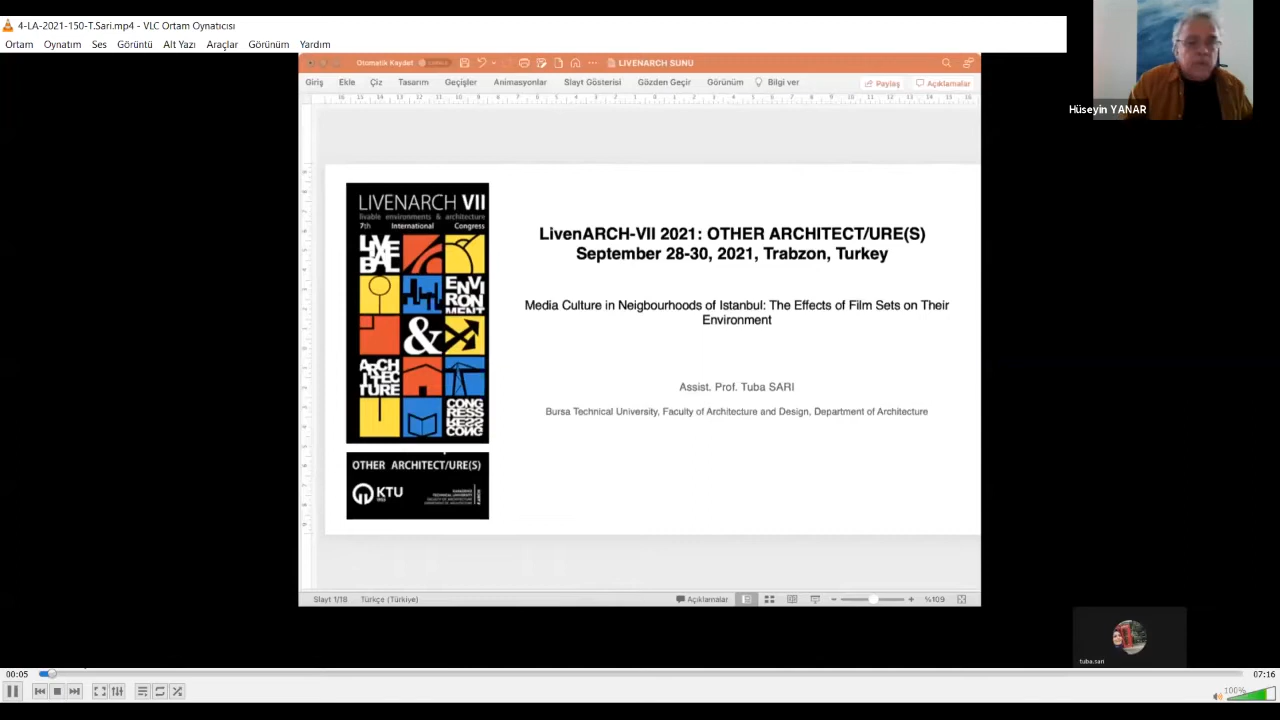 4-LA-2021-150-T.Sari.mp4 - VLC Ortam Oynatıcısı
Ortam Oynatım Ses Görüntü Alt Yazı Araçlar Görünüm Yardım
Otomatik Kaydet
LIVENARCH SUNU
Giriş Ekle Çiz Tasarım Geçişler Animasyonlar Slayt Gösterisi Gözden Geçir Görünüm Bilgi ver Paylaş Açıklamalar
Hüseyin YANAR
LIVENARCH VII
livable environments & architecture
7th International Congress
LIVE
BAE
ENVI
RON
MENT
&
ARCH
ITEC
TURE
CONG
RESS
CONG
OTHER ARCHITECT/URE(S)
KTU
LivenARCH-VII 2021: OTHER ARCHITECT/URE(S)
September 28-30, 2021, Trabzon, Turkey
Media Culture in Neigbourhoods of Istanbul: The Effects of Film Sets on Their
Environment
Assist. Prof. Tuba SARI
Bursa Technical University, Faculty of Architecture and Design, Department of Architecture
Slayt 1/18 Türkçe (Türkiye) Açıklamalar %109
tuba.sari
00:05 07:16
100%